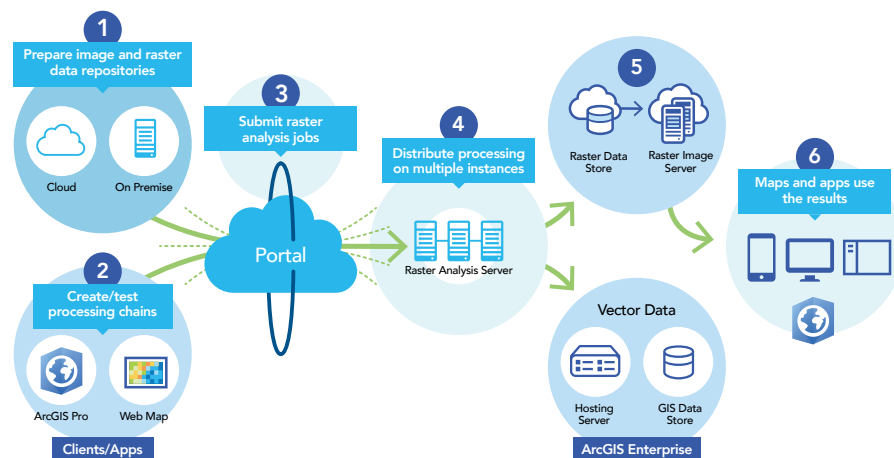 1
Prepare image and raster
data repositories
Cloud
On Premise
2
Create/test
processing chains
ArcGIS Pro
Web Map
Clients/Apps
3
Submit raster
analysis jobs
Portal
4
Distribute processing
on multiple instances
Raster Analysis Server
5
Raster Data
Store
Raster Image
Server
Vector Data
Hosting
Server
GIS Data
Store
ArcGIS Enterprise
6
Maps and apps use
the results